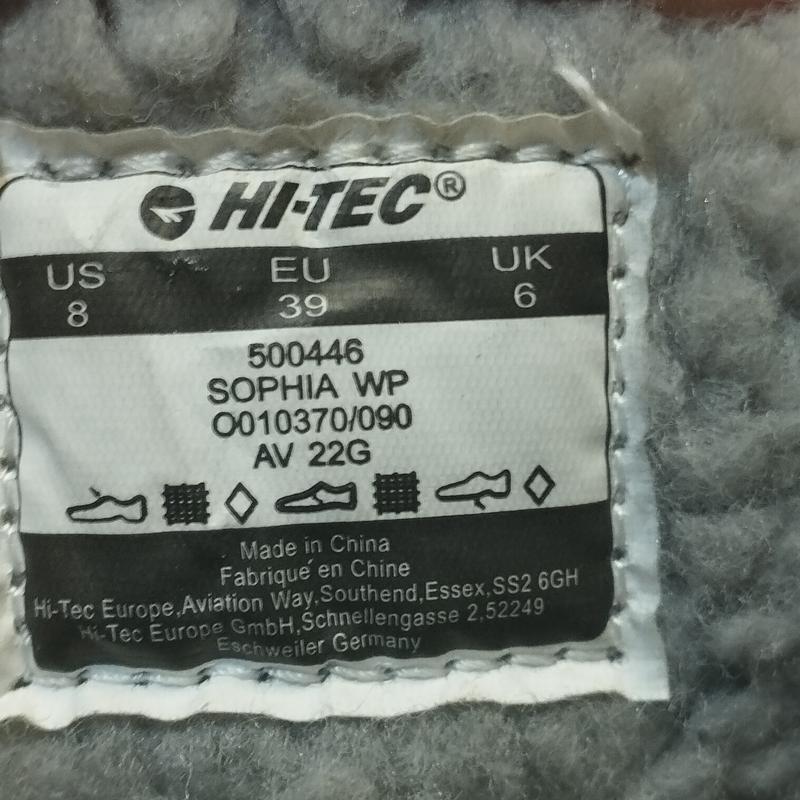 HI-TEC®
US EU UK
8 39 6
500446
SOPHIA WP
O010370/090
AV 22G
Made in China
Fabrique´ en Chine
Hi-Tec Europe,Aviation Way,Southend,Essex,SS2 6GH
Hi-Tec Europe GmbH,Schnellengasse 2,52249
Eschweiler Germany